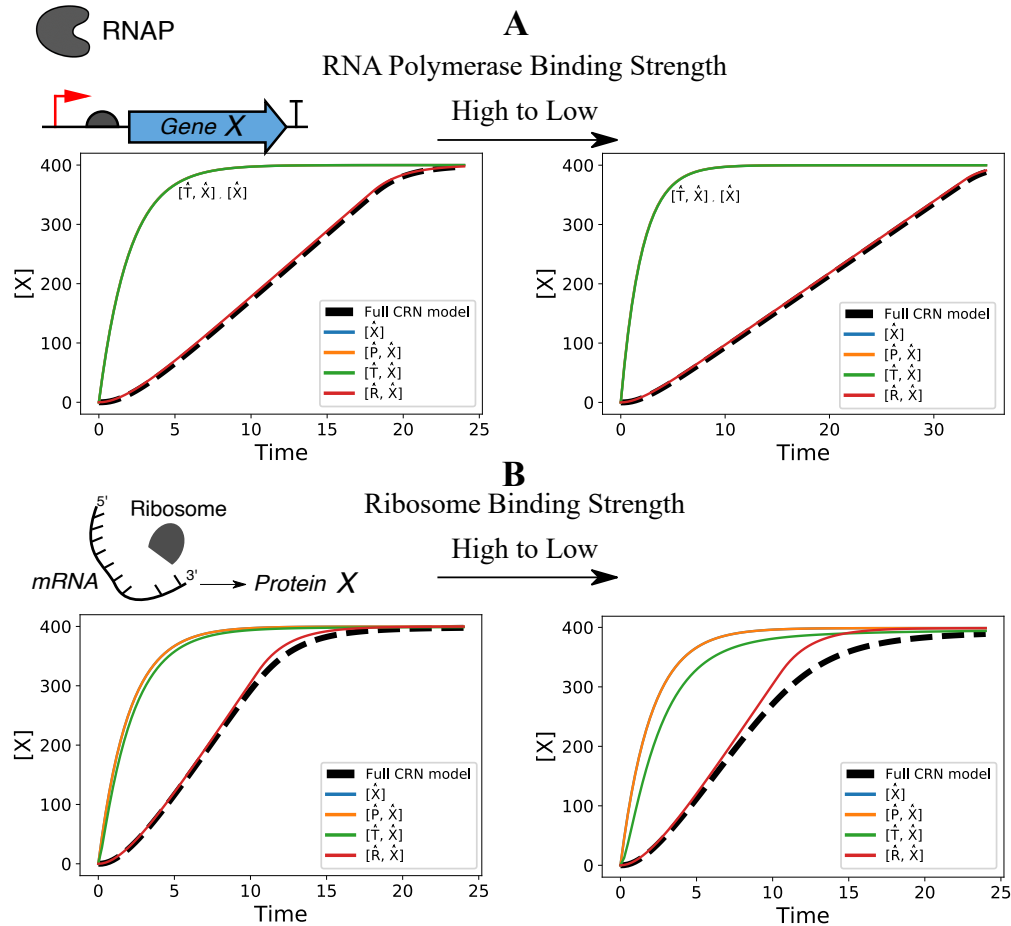 RNAP
A
RNA Polymerase Binding Strength
High to Low
Gene X
400
300
200
100
0
[X]
[T̂, X̂] . [X̂]
Full CRN model
[X̂]
[P̂, X̂]
[T̂, X̂]
[R̂, X̂]
0 5 10 15 20 25
Time
400
300
200
100
0
[X]
[T̂, X̂] . [X̂]
Full CRN model
[X̂]
[P̂, X̂]
[T̂, X̂]
[R̂, X̂]
0 10 20 30
Time
B
Ribosome Binding Strength
High to Low
5'
Ribosome
mRNA
3'
Protein X
400
300
200
100
0
[X]
Full CRN model
[X̂]
[P̂, X̂]
[T̂, X̂]
[R̂, X̂]
0 5 10 15 20 25
Time
400
300
200
100
0
[X]
Full CRN model
[X̂]
[P̂, X̂]
[T̂, X̂]
[R̂, X̂]
0 5 10 15 20 25
Time